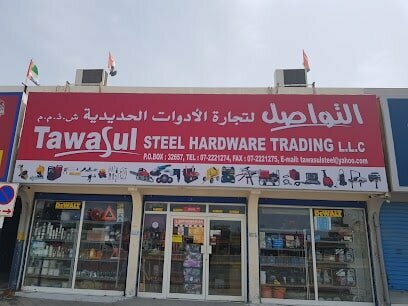 التواصل لتجارة الأدوات الحديدية ش.ذ.م.م
Tawasul STEEL HARDWARE TRADING L.L.C
P.O.BOX : 32657, TEL : 07-2221274, FAX : 07-2221275, E-mail: tawasulsteel@yahoo.com
DEWALT
DEWALT